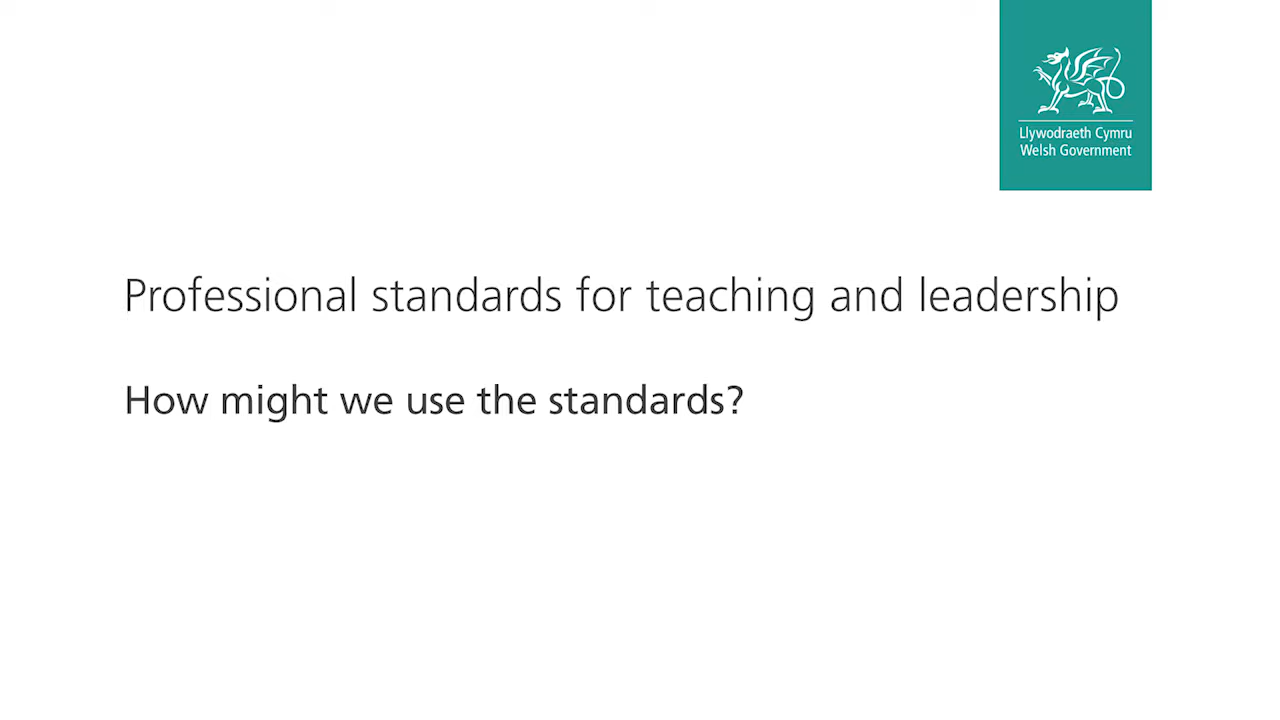 Llywodraeth Cymru
Welsh Government
Professional standards for teaching and leadership
How might we use the standards?